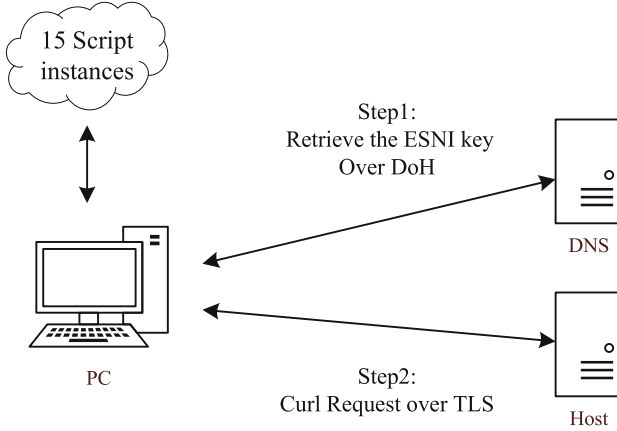 15 Script
instances
Step1:
Retrieve the ESNI key
Over DoH
DNS
PC
Step2:
Curl Request over TLS
Host